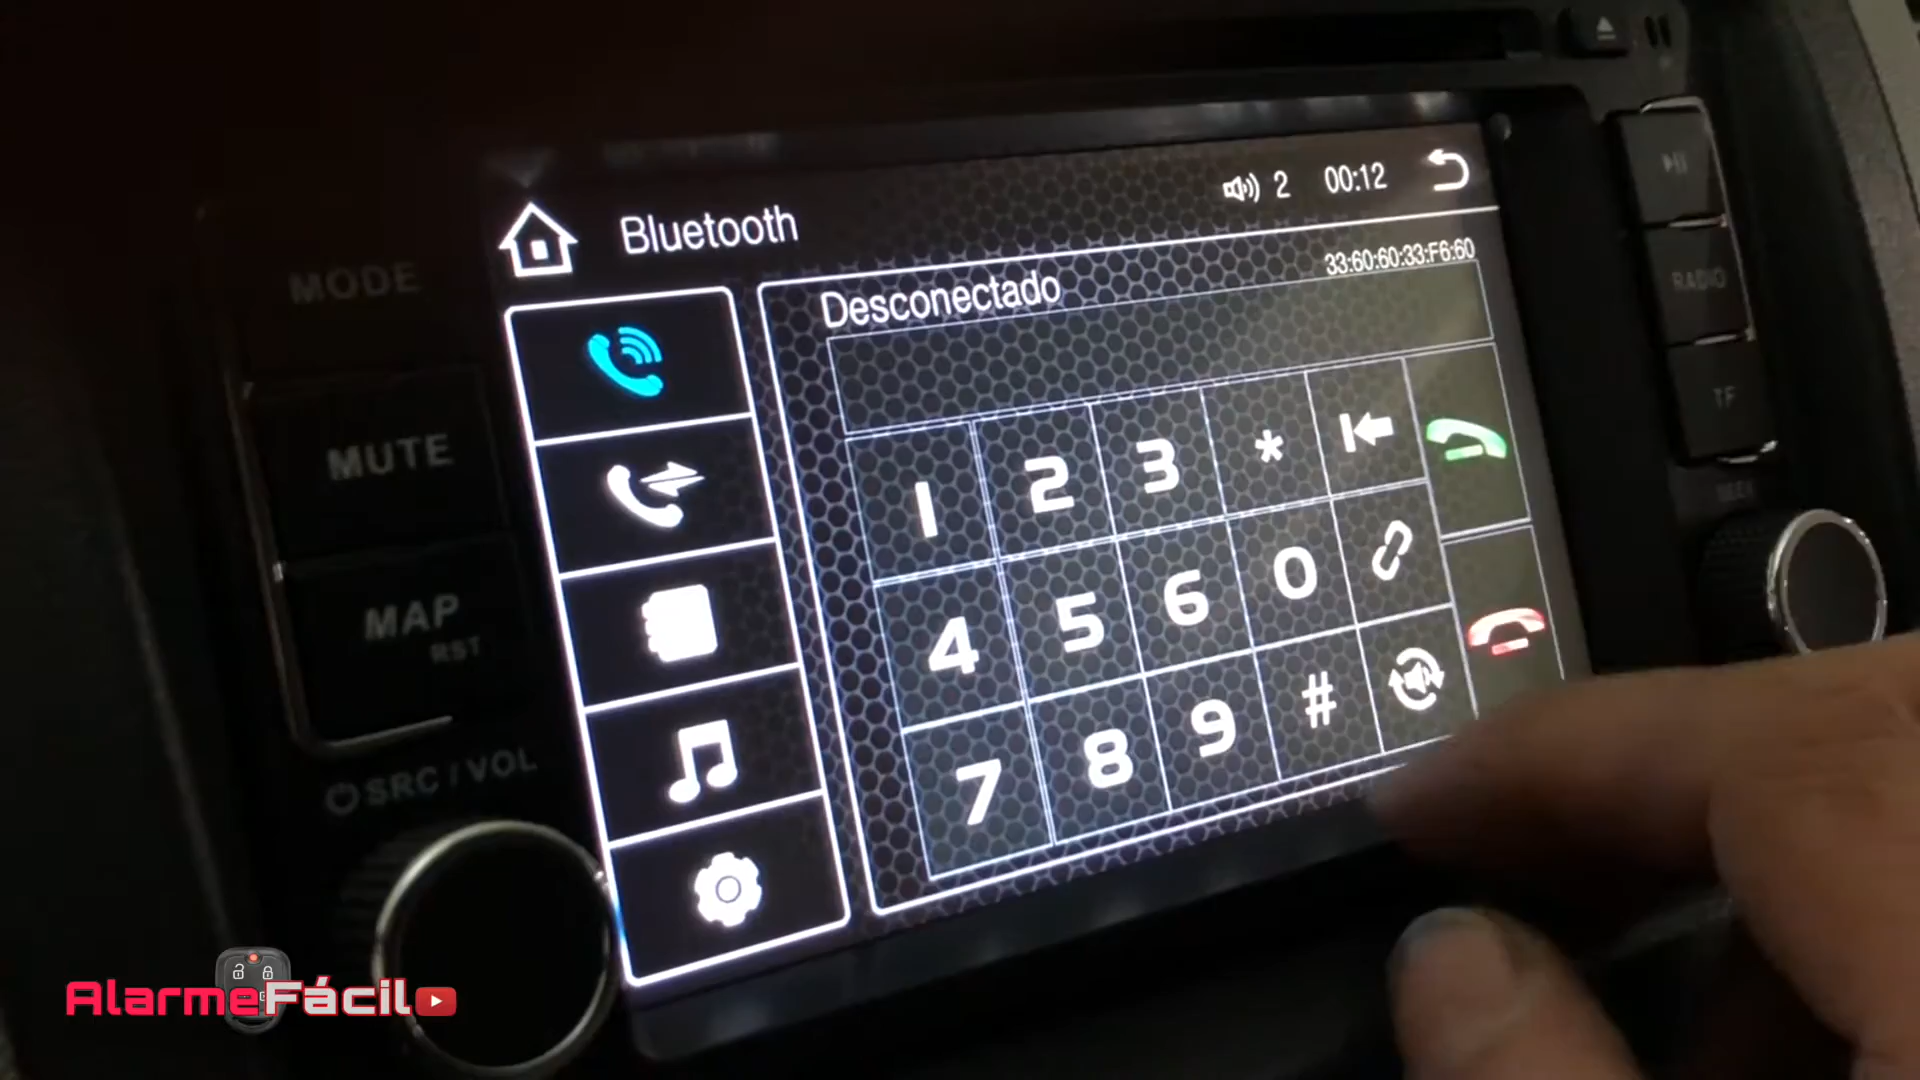 Bluetooth
2
00:12
Desconectado
33:60:60:33:F6:60
1 2 3 *
4 5 6 0
7 8 9 #
MODE
MUTE
MAP
RST
SRC / VOL
RADIO
TF
SEEK
AlarmeFácil